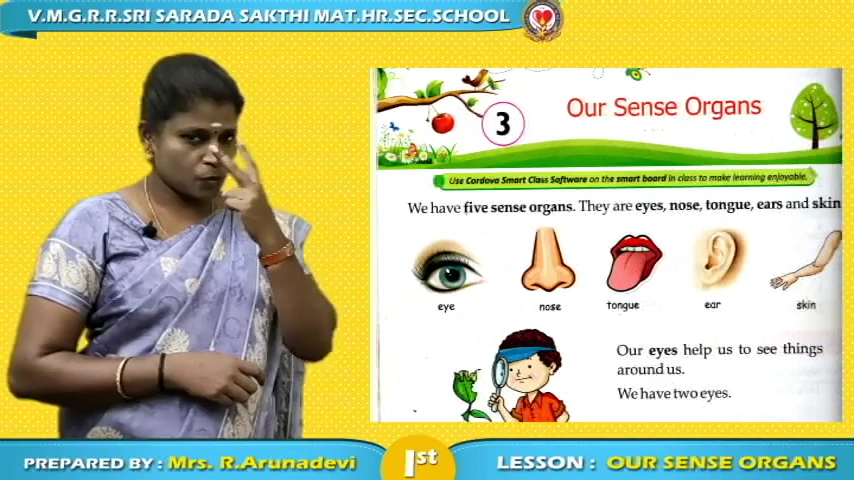 V.M.G.R.R.SRI SARADA SAKTHI MAT.HR.SEC.SCHOOL
3
Our Sense Organs
Use Cordova Smart Class Software on the smart board in class to make learning enjoyable.
We have five sense organs. They are eyes, nose, tongue, ears and skin
eye
nose
tongue
ear
skin
Our eyes help us to see things
around us.
We have two eyes.
PREPARED BY : Mrs. R.Arunadevi
1st
LESSON : OUR SENSE ORGANS